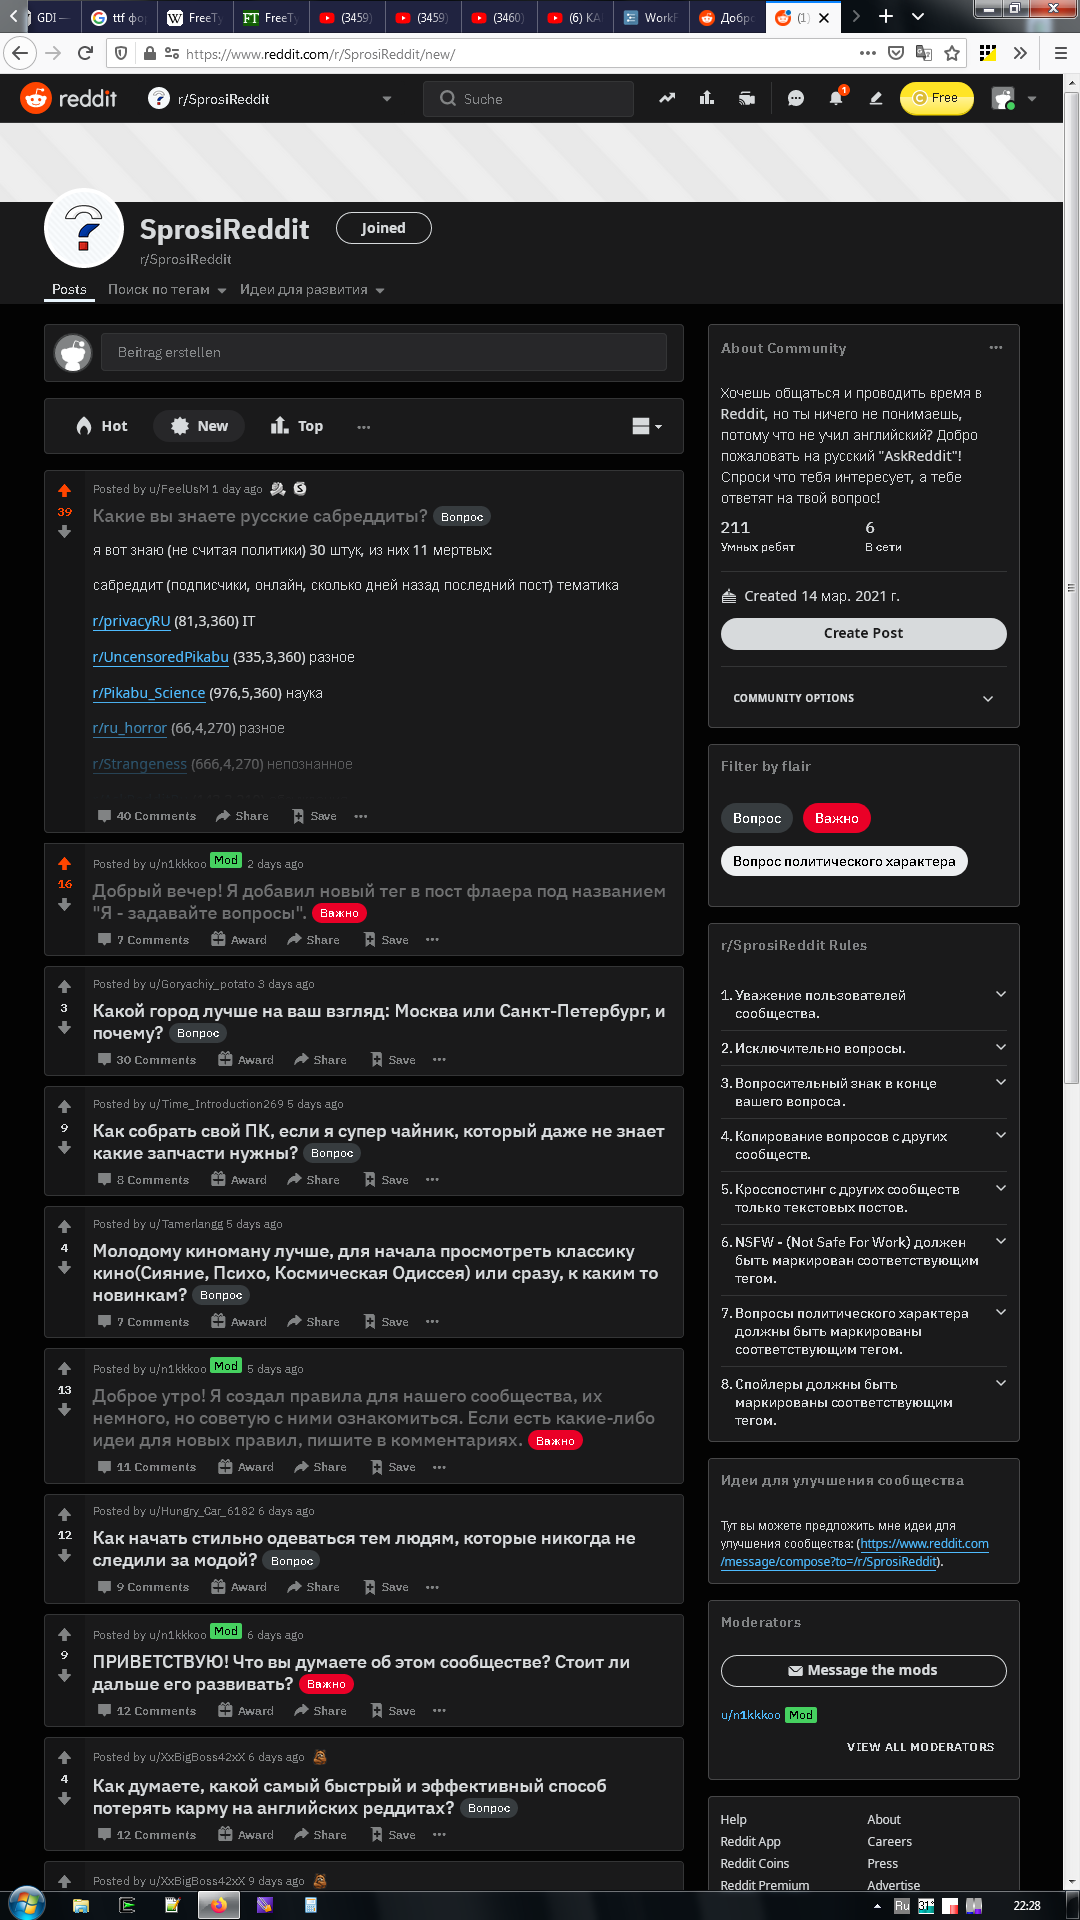 GDI —
ttf фо
FreeTy
FreeTy
(3459)
(3459)
(3460)
(6) КА
WorkF
Добро
(1)
https://www.reddit.com/r/SprosiReddit/new/
reddit
r/SprosiReddit
Suche
1
Free
SprosiReddit
Joined
r/SprosiReddit
Posts
Поиск по тегам
Идеи для развития
Beitrag erstellen
Hot
New
Top
Posted by u/FeelUsM 1 day ago
39
Какие вы знаете русские сабреддиты? Вопрос
я вот знаю (не считая политики) 30 штук, из них 11 мертвых:
сабреддит (подписчики, онлайн, сколько дней назад последний пост) тематика
r/privacyRU (81,3,360) IT
r/UncensoredPikabu (335,3,360) разное
r/Pikabu_Science (976,5,360) наука
r/ru_horror (66,4,270) разное
r/Strangeness (666,4,270) непознанное
40 Comments Share Save
Posted by u/n1kkkoo Mod 2 days ago
16
Добрый вечер! Я добавил новый тег в пост флаера под названием
"Я - задавайте вопросы". Важно
7 Comments Award Share Save
Posted by u/Goryachiy_potato 3 days ago
3
Какой город лучше на ваш взгляд: Москва или Санкт-Петербург, и
почему? Вопрос
30 Comments Award Share Save
Posted by u/Time_Introduction269 5 days ago
9
Как собрать свой ПК, если я супер чайник, который даже не знает
какие запчасти нужны? Вопрос
8 Comments Award Share Save
Posted by u/Tamerlangg 5 days ago
4
Молодому киноману лучше, для начала просмотреть классику
кино(Сияние, Психо, Космическая Одиссея) или сразу, к каким то
новинкам? Вопрос
7 Comments Award Share Save
Posted by u/n1kkkoo Mod 5 days ago
13
Доброе утро! Я создал правила для нашего сообщества, их
немного, но советую с ними ознакомиться. Если есть какие-либо
идеи для новых правил, пишите в комментариях. Важно
11 Comments Award Share Save
Posted by u/Hungry_Car_6182 6 days ago
12
Как начать стильно одеваться тем людям, которые никогда не
следили за модой? Вопрос
9 Comments Award Share Save
Posted by u/n1kkkoo Mod 6 days ago
9
ПРИВЕТСТВУЮ! Что вы думаете об этом сообществе? Стоит ли
дальше его развивать? Важно
12 Comments Award Share Save
Posted by u/XxBigBoss42xX 6 days ago
4
Как думаете, какой самый быстрый и эффективный способ
потерять карму на английских реддитах? Вопрос
12 Comments Award Share Save
Posted by u/XxBigBoss42xX 9 days ago
About Community
Хочешь общаться и проводить время в
Reddit, но ты ничего не понимаешь,
потому что не учил английский? Добро
пожаловать на русский "AskReddit"!
Спроси что тебя интересует, а тебе
ответят на твой вопрос!
211 6
Умных ребят В сети
Created 14 мар. 2021 г.
Create Post
COMMUNITY OPTIONS
Filter by flair
Вопрос Важно
Вопрос политического характера
r/SprosiReddit Rules
1. Уважение пользователей
сообщества.
2. Исключительно вопросы.
3. Вопросительный знак в конце
вашего вопроса.
4. Копирование вопросов с других
сообществ.
5. Кросспостинг с других сообществ
только текстовых постов.
6. NSFW - (Not Safe For Work) должен
быть маркирован соответствующим
тегом.
7. Вопросы политического характера
должны быть маркированы
соответствующим тегом.
8. Спойлеры должны быть
маркированы соответствующим
тегом.
Идеи для улучшения сообщества
Тут вы можете предложить мне идеи для
улучшения сообщества: (https://www.reddit.com
/message/compose?to=/r/SprosiReddit).
Moderators
Message the mods
u/n1kkkoo Mod
VIEW ALL MODERATORS
Help About
Reddit App Careers
Reddit Coins Press
Reddit Premium Advertise
Ru
31°
22:28